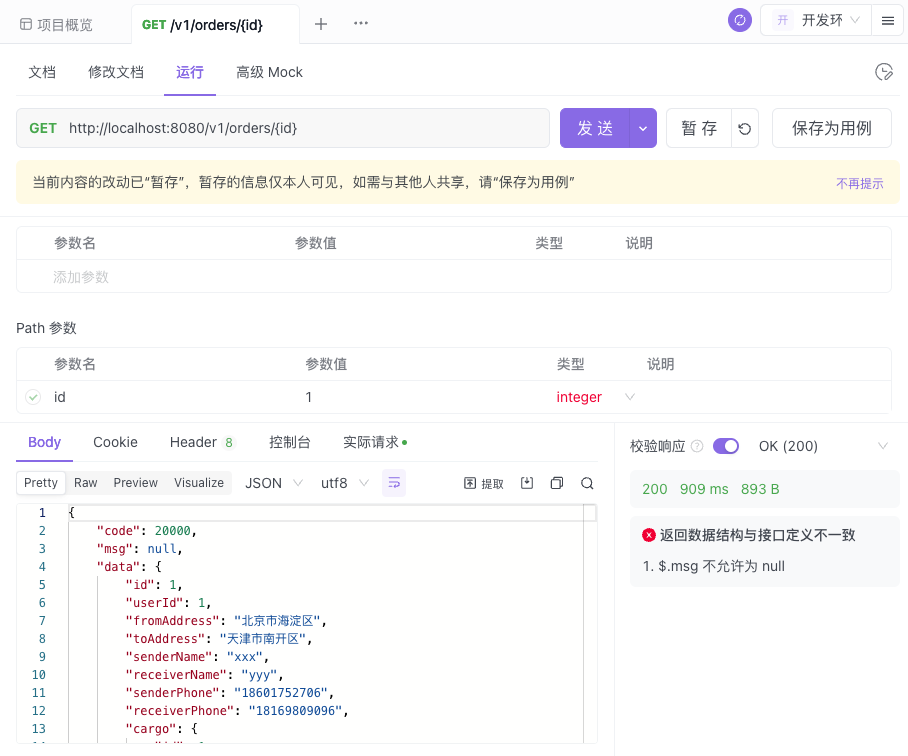 项目概览
GET /v1/orders/{id}
开 开发环
文档 修改文档 运行 高级 Mock
GET http://localhost:8080/v1/orders/{id}
发 送 暂 存 保存为用例
当前内容的改动已“暂存”，暂存的信息仅本人可见，如需与其他人共享，请“保存为用例” 不再提示
参数名 参数值 类型 说明
添加参数
Path 参数
参数名 参数值 类型 说明
id 1 integer
Body Cookie Header 8 控制台 实际请求
Pretty Raw Preview Visualize JSON utf8 提取
1 {
2 "code": 20000,
3 "msg": null,
4 "data": {
5 "id": 1,
6 "userId": 1,
7 "fromAddress": "北京市海淀区",
8 "toAddress": "天津市南开区",
9 "senderName": "xxx",
10 "receiverName": "yyy",
11 "senderPhone": "18601752706",
12 "receiverPhone": "18169809096",
13 "cargo": {
校验响应 OK (200)
200 909 ms 893 B
返回数据结构与接口定义不一致
1. $.msg 不允许为 null